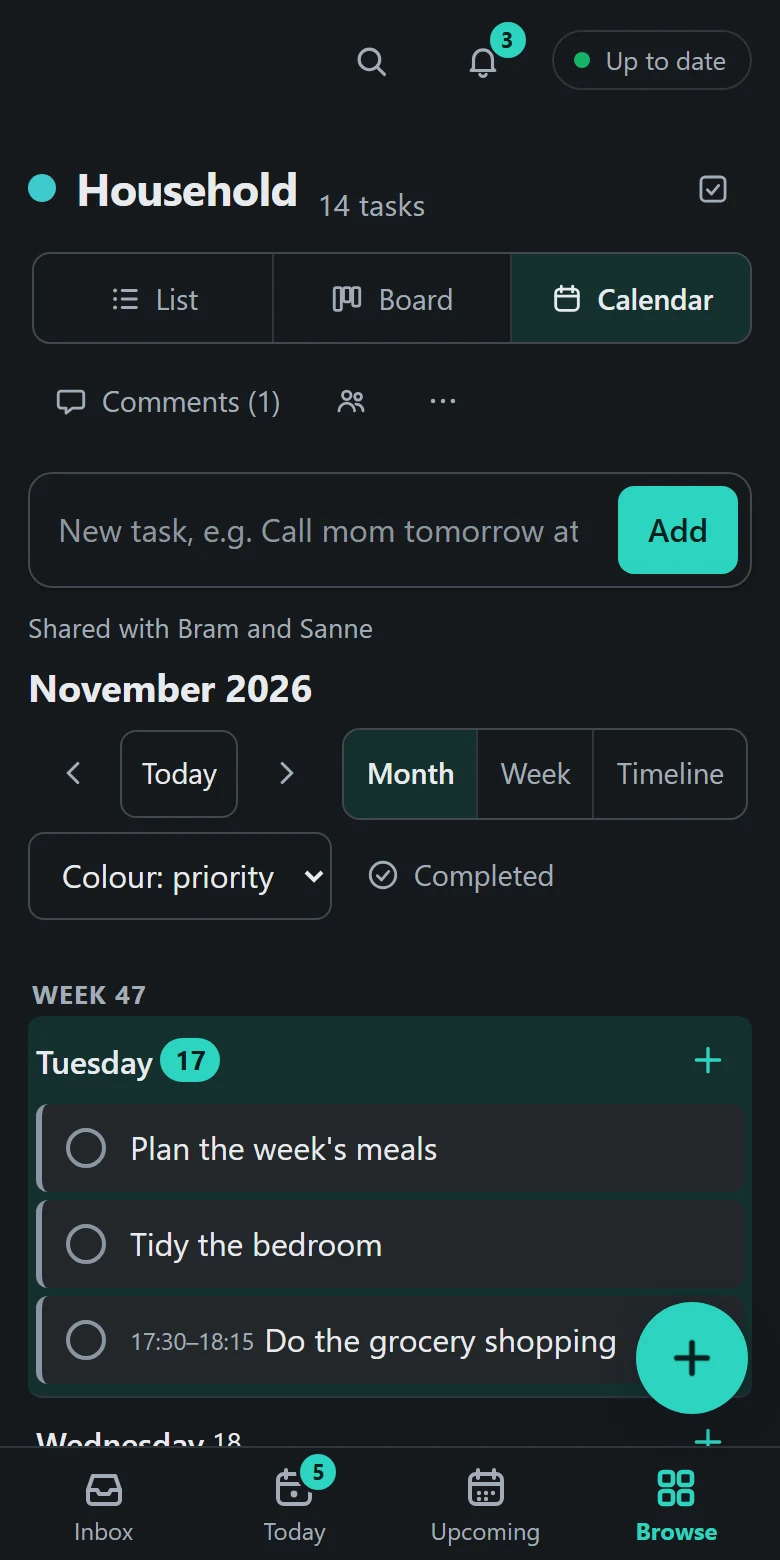 3
Up to date
Household 14 tasks
List Board Calendar
Comments (1)
New task, e.g. Call mom tomorrow at Add
Shared with Bram and Sanne
November 2026
Today Month Week Timeline
Colour: priority Completed
WEEK 47
Tuesday 17
Plan the week's meals
Tidy the bedroom
17:30–18:15 Do the grocery shopping
Wednesday 18
5
Inbox Today Upcoming Browse